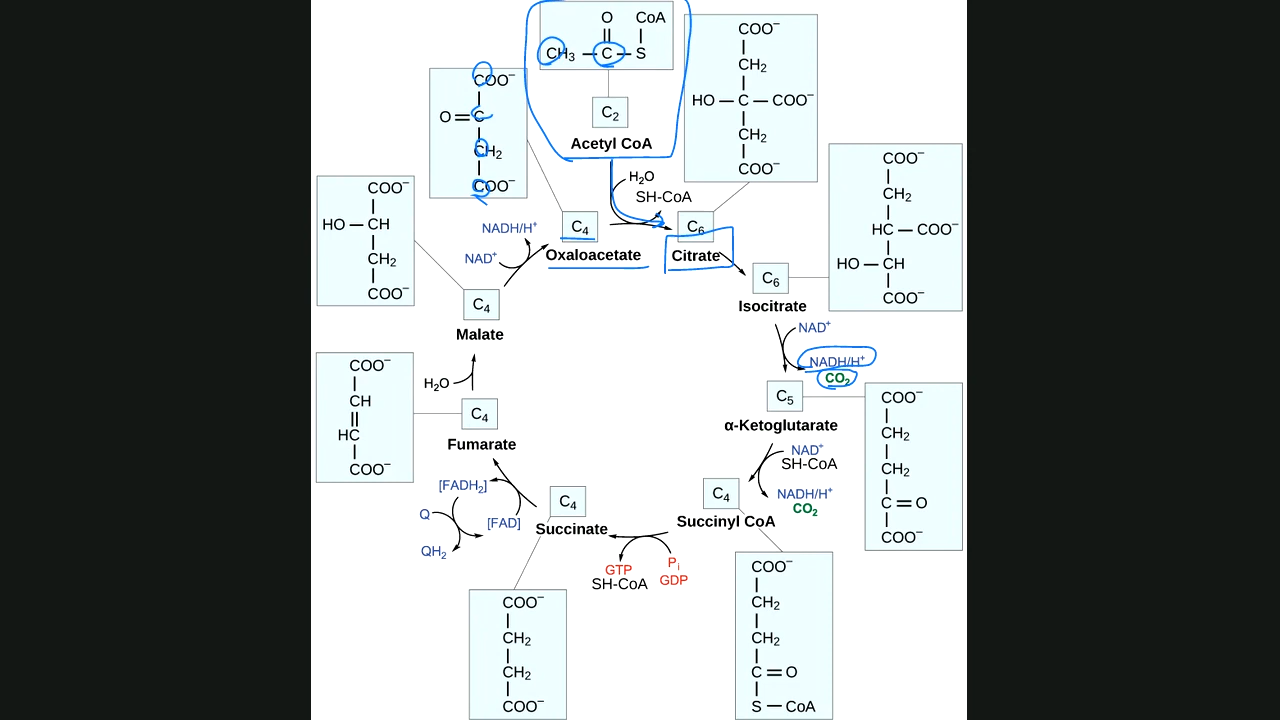 O CoA
CH₃ — C — S
C₂
Acetyl CoA
COO⁻
O = C
CH₂
COO⁻
COO⁻
CH₂
HO — C — COO⁻
CH₂
COO⁻
H₂O
SH-CoA
C₄
Oxaloacetate
C₆
Citrate
COO⁻
CH₂
HC — COO⁻
HO — CH
COO⁻
C₆
Isocitrate
NAD⁺
NADH/H⁺
CO₂
C₅
α-Ketoglutarate
COO⁻
CH₂
CH₂
C = O
COO⁻
NAD⁺
SH-CoA
NADH/H⁺
CO₂
C₄
Succinyl CoA
COO⁻
CH₂
CH₂
C = O
S — CoA
Pᵢ
GDP
GTP
SH-CoA
C₄
Succinate
COO⁻
CH₂
CH₂
COO⁻
[FAD]
[FADH₂]
Q
QH₂
C₄
Fumarate
COO⁻
CH
HC
COO⁻
H₂O
C₄
Malate
COO⁻
HO — CH
CH₂
COO⁻
NAD⁺
NADH/H⁺